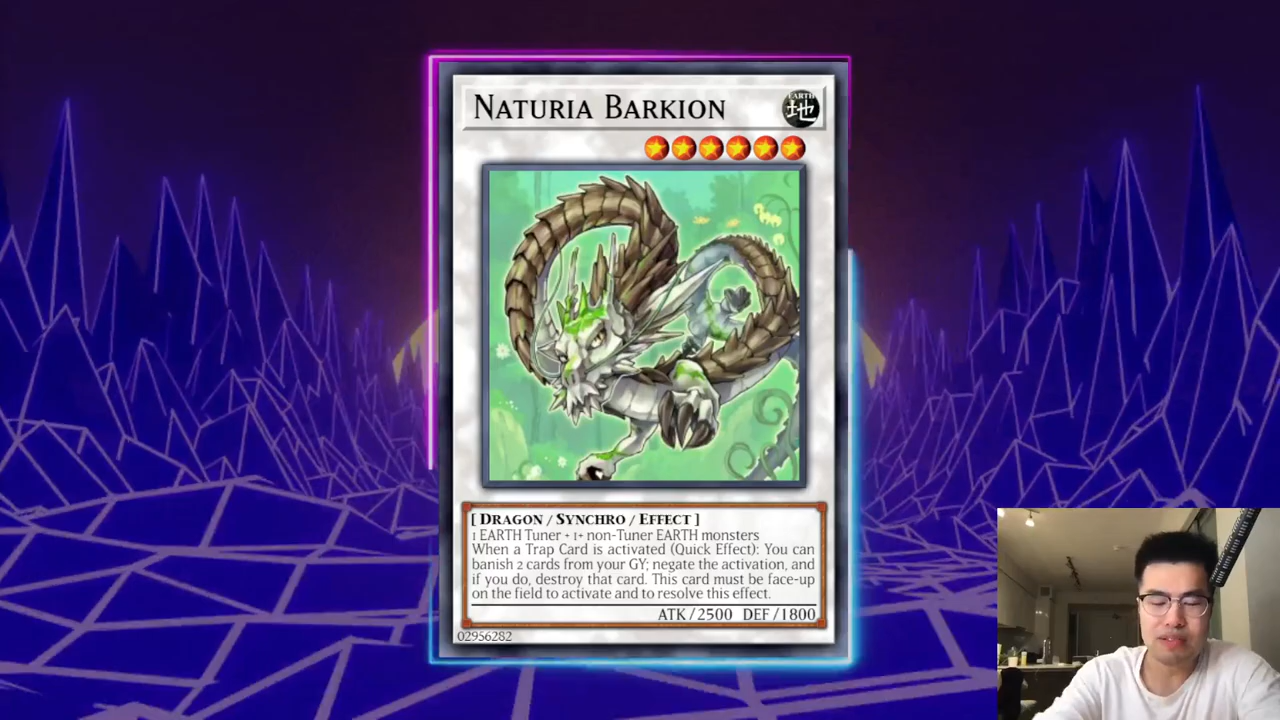 NATURIA BARKION
EARTH
地
[ DRAGON / SYNCHRO / EFFECT ]
1 EARTH Tuner + 1+ non-Tuner EARTH monsters
When a Trap Card is activated (Quick Effect): You can
banish 2 cards from your GY; negate the activation, and
if you do, destroy that card. This card must be face-up
on the field to activate and to resolve this effect.
ATK / 2500 DEF / 1800
02956282